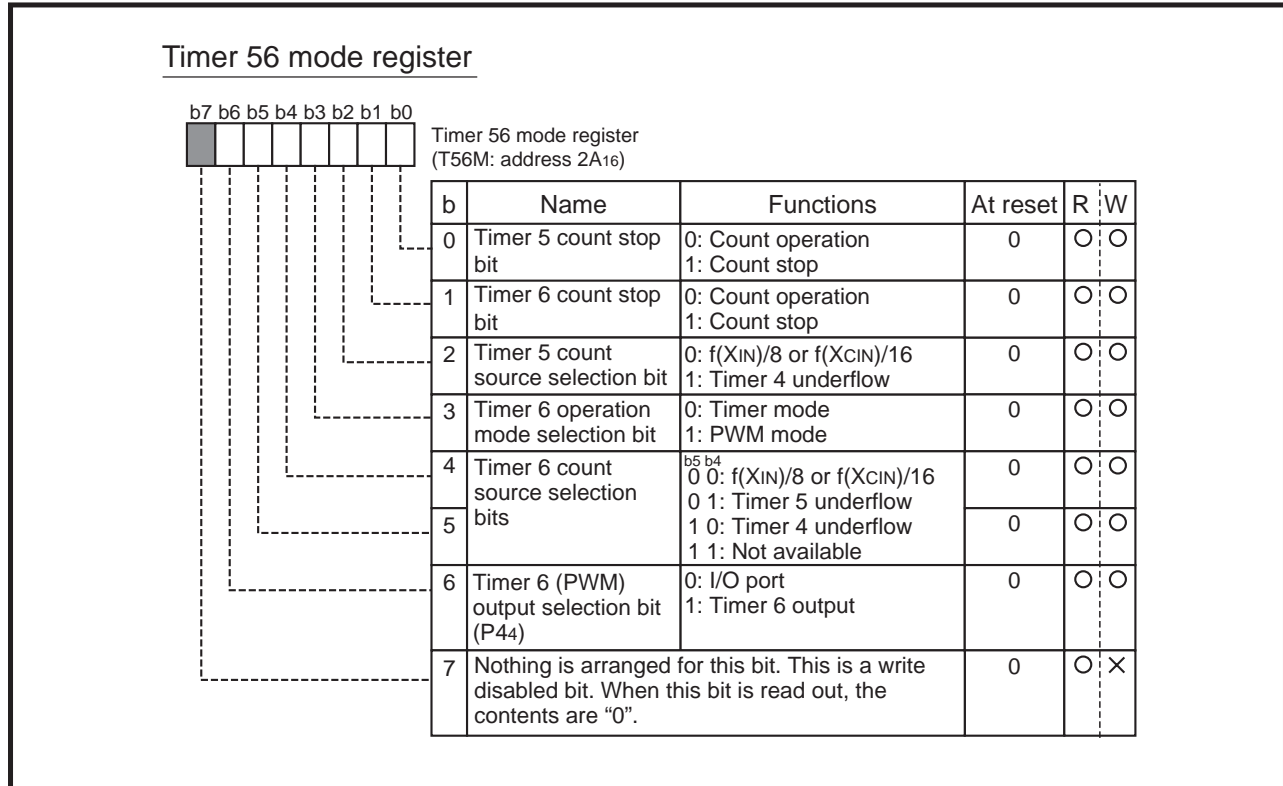 Timer 56 mode register
b7 b6 b5 b4 b3 b2 b1 b0
Timer 56 mode register
(T56M: address 2A16)
b Name Functions At reset R W
0 Timer 5 count stop bit 0: Count operation 0 O O
1: Count stop
1 Timer 6 count stop bit 0: Count operation 0 O O
1: Count stop
2 Timer 5 count source selection bit 0: f(XIN)/8 or f(XCIN)/16 0 O O
1: Timer 4 underflow
3 Timer 6 operation mode selection bit 0: Timer mode 0 O O
1: PWM mode
4 Timer 6 count source selection bits b5 b4 0 O O
0 0: f(XIN)/8 or f(XCIN)/16
0 1: Timer 5 underflow
5 1 0: Timer 4 underflow 0 O O
1 1: Not available
6 Timer 6 (PWM) output selection bit (P44) 0: I/O port 0 O O
1: Timer 6 output
7 Nothing is arranged for this bit. This is a write 0 O ×
disabled bit. When this bit is read out, the
contents are “0”.